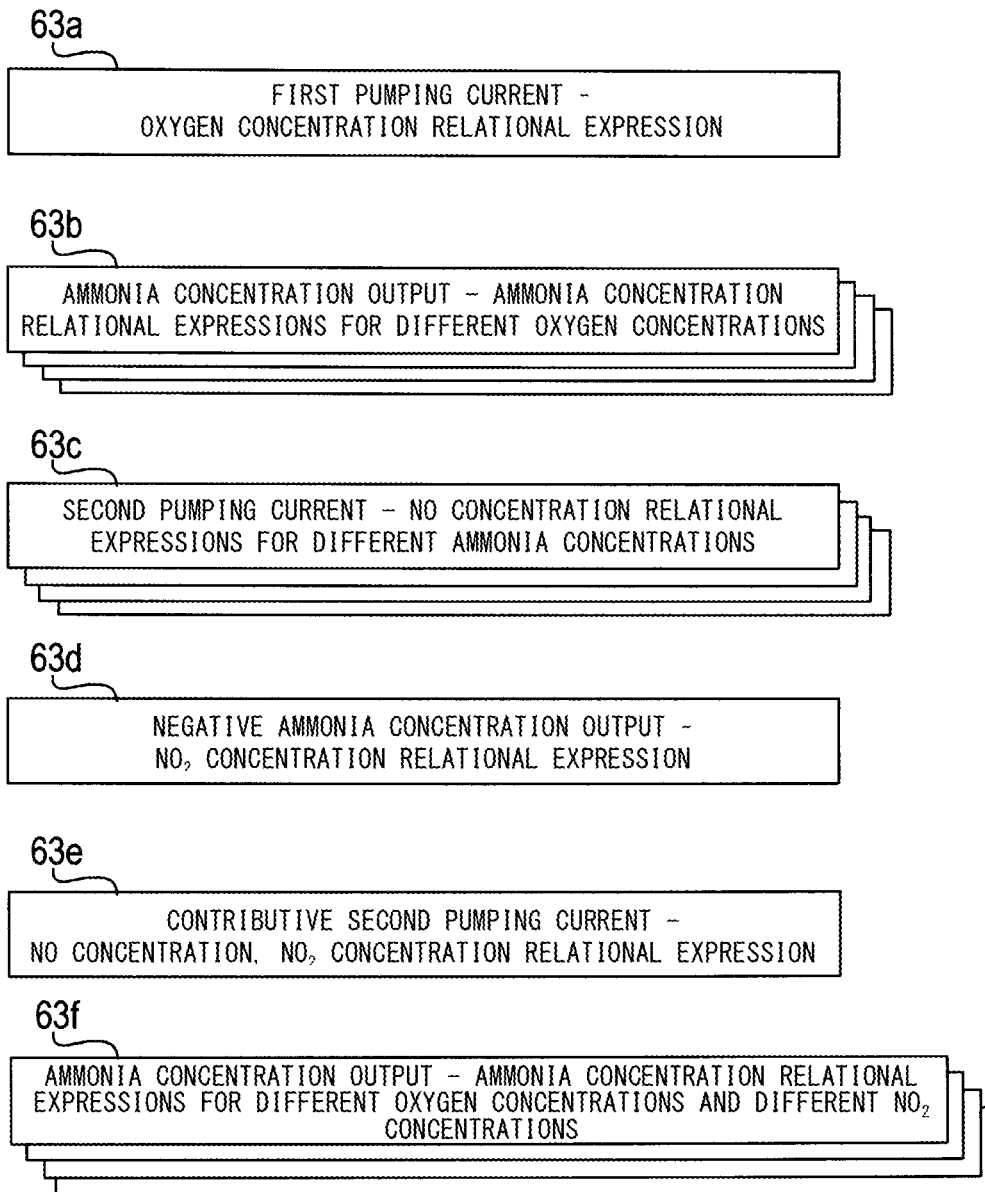 63a
FIRST PUMPING CURRENT -
OXYGEN CONCENTRATION RELATIONAL EXPRESSION
63b
AMMONIA CONCENTRATION OUTPUT - AMMONIA CONCENTRATION
RELATIONAL EXPRESSIONS FOR DIFFERENT OXYGEN CONCENTRATIONS
63c
SECOND PUMPING CURRENT - NO CONCENTRATION RELATIONAL
EXPRESSIONS FOR DIFFERENT AMMONIA CONCENTRATIONS
63d
NEGATIVE AMMONIA CONCENTRATION OUTPUT -
NO₂ CONCENTRATION RELATIONAL EXPRESSION
63e
CONTRIBUTIVE SECOND PUMPING CURRENT -
NO CONCENTRATION, NO₂ CONCENTRATION RELATIONAL EXPRESSION
63f
AMMONIA CONCENTRATION OUTPUT - AMMONIA CONCENTRATION RELATIONAL
EXPRESSIONS FOR DIFFERENT OXYGEN CONCENTRATIONS AND DIFFERENT NO₂
CONCENTRATIONS